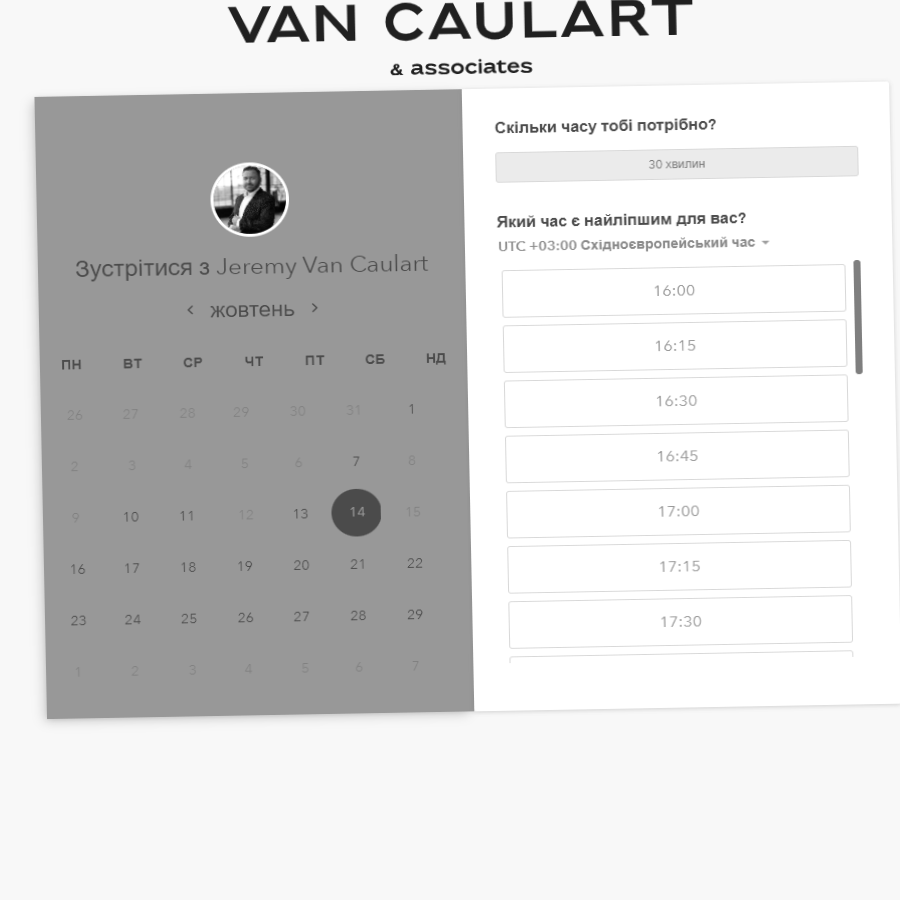 VAN CAULART
& associates
Зустрітися з Jeremy Van Caulart
жовтень
ПН ВТ СР ЧТ ПТ СБ НД
26 27 28 29 30 31 1
2 3 4 5 6 7 8
9 10 11 12 13 14 15
16 17 18 19 20 21 22
23 24 25 26 27 28 29
1 2 3 4 5 6 7
Скільки часу тобі потрібно?
30 хвилин
Який час є найліпшим для вас?
UTC +03:00 Східноєвропейський час
16:00
16:15
16:30
16:45
17:00
17:15
17:30